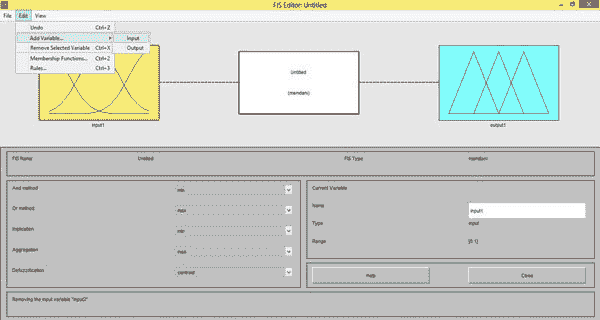 FIS Editor: Untitled
File Edit View
Undo Ctrl+Z
Add Variable... Input
Remove Selected Variable Ctrl+X Output
Membership Functions... Ctrl+2
Rules... Ctrl+3
Untitled
(mamdani)
input1
output1
FIS Name Untitled FIS Type mamdani
And method min
Or method max
Implication min
Aggregation max
Defuzzification centroid
Current Variable
Name input1
Type input
Range [0 1]
Help Close
Removing the input variable "input2"